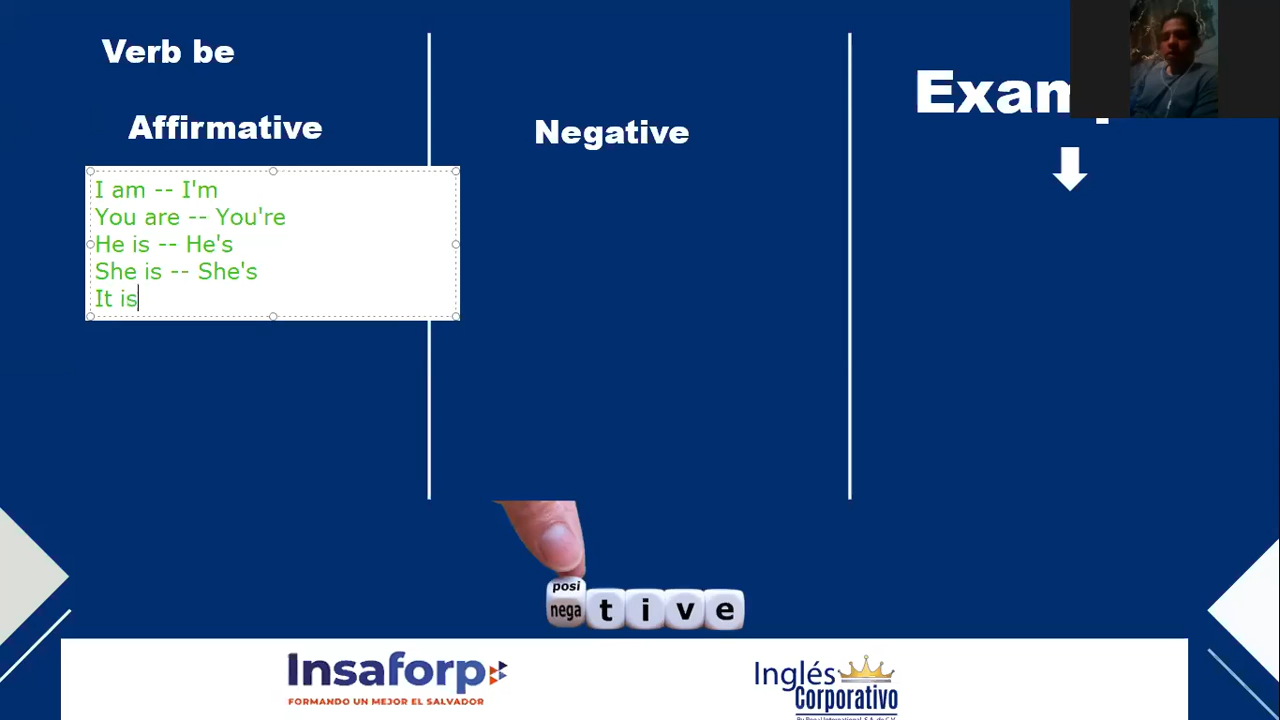 Verb be
Affirmative
I am -- I'm
You are -- You're
He is -- He's
She is -- She's
It is
Negative
posi
nega
tive
Insaforp
FORMANDO UN MEJOR EL SALVADOR
Inglés
Corporativo